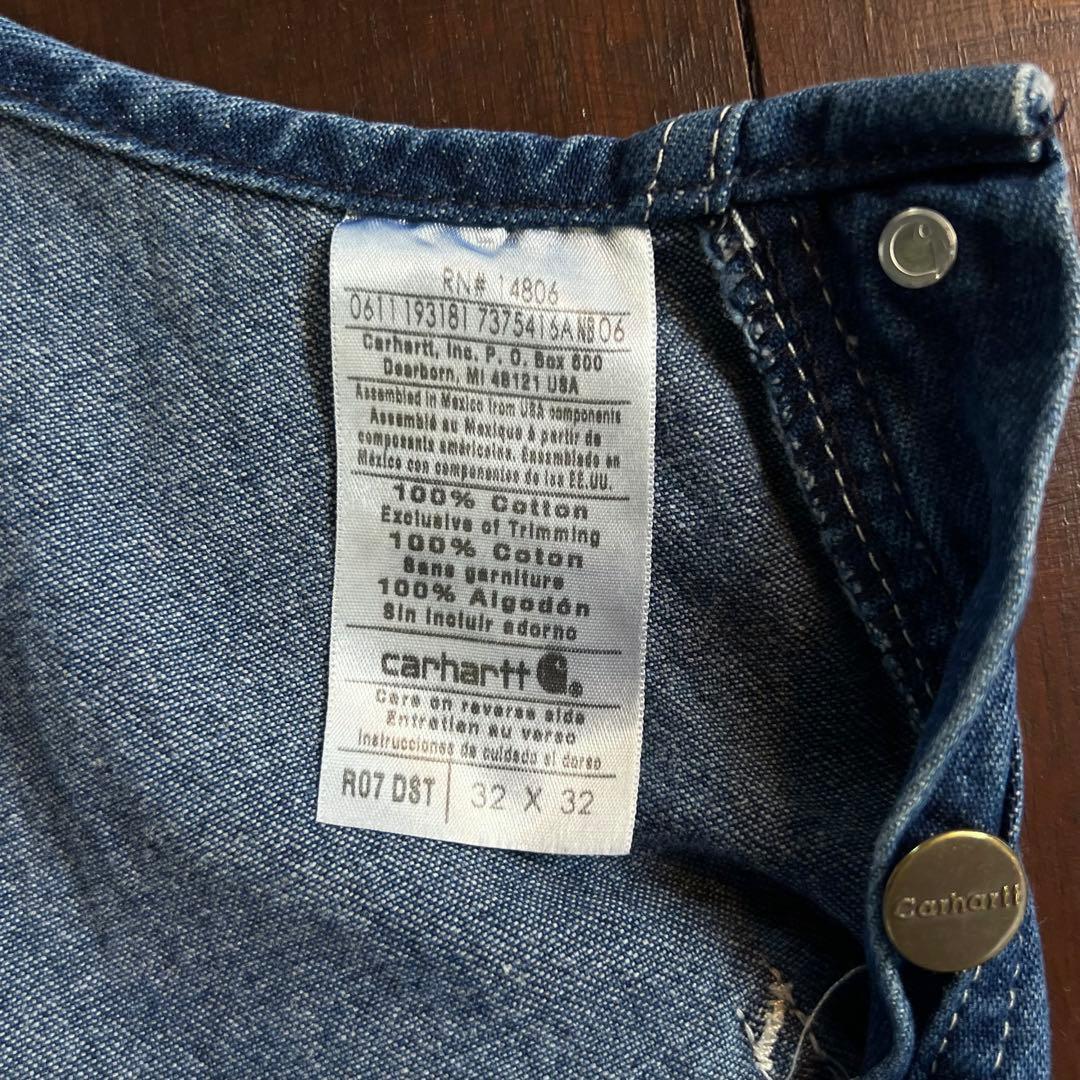 RN# 14806
0611 193181 7375416A NB 06
Carhartt, Inc. P. O. Box 600
Dearborn, MI 48121 USA
Assembled in Mexico from USA components
Assemblé au Mexique à partir de
composants américains. Ensamblado en
México con componentes de los EE.UU.
100% Cotton
Exclusive of Trimming
100% Coton
Sans garniture
100% Algodón
Sin incluir adorno
carhartt
Care on reverse side
Entretien au verso
Instrucciones de cuidado al dorso
R07 DST 32 X 32
Carhartt